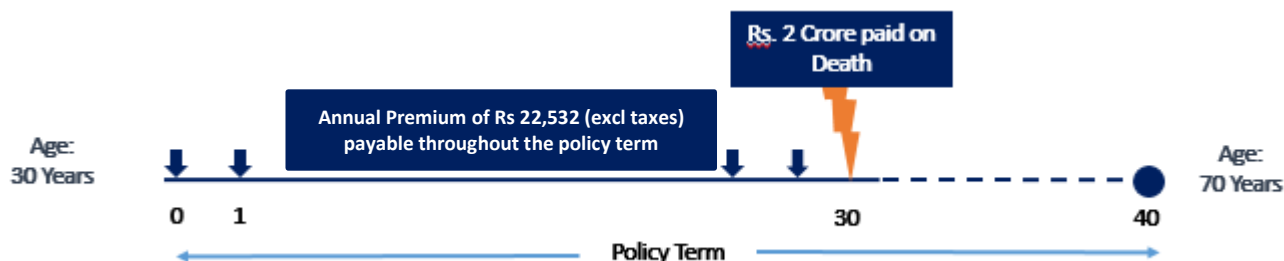 Rs. 2 Crore paid on
Death
Annual Premium of Rs 22,532 (excl taxes)
payable throughout the policy term
Age:
30 Years
Age:
70 Years
0 1 30 40
Policy Term